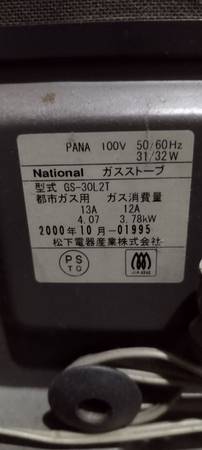 PANA 100V 50/60Hz
31/32W
National ガスストーブ
型式 GS-30L2T
都市ガス用 ガス消費量
13A 12A
4.07 3.78kW
2000年10月-01995
松下電器産業株式会社
PS
TG